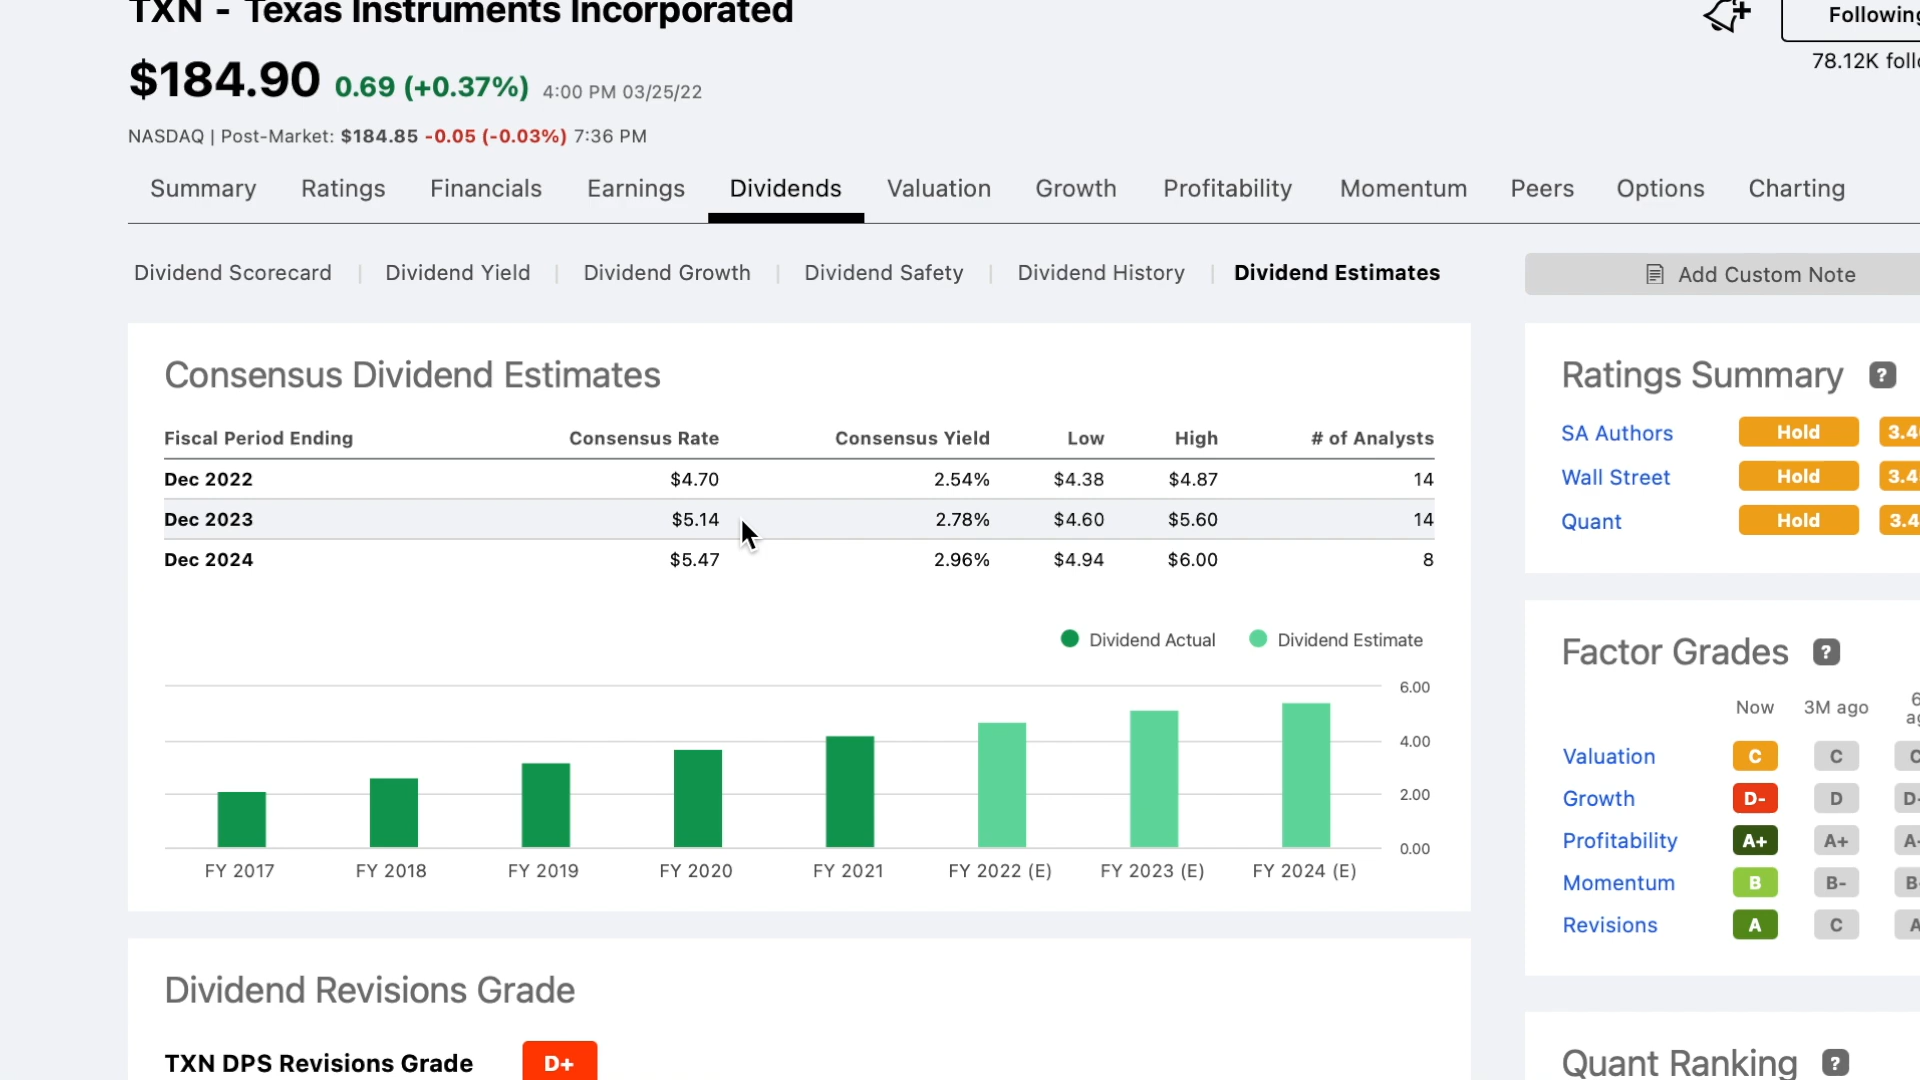 TXN - Texas Instruments Incorporated
Following
$184.90 0.69 (+0.37%) 4:00 PM 03/25/22
78.12K
NASDAQ | Post-Market: $184.85 -0.05 (-0.03%) 7:36 PM
Summary Ratings Financials Earnings Dividends Valuation Growth Profitability Momentum Peers Options Charting
Dividend Scorecard | Dividend Yield | Dividend Growth | Dividend Safety | Dividend History | Dividend Estimates
Add Custom Note
Consensus Dividend Estimates
Fiscal Period Ending Consensus Rate Consensus Yield Low High # of Analysts
Dec 2022 $4.70 2.54% $4.38 $4.87 14
Dec 2023 $5.14 2.78% $4.60 $5.60 14
Dec 2024 $5.47 2.96% $4.94 $6.00 8
Dividend Actual Dividend Estimate
6.00
4.00
2.00
0.00
FY 2017 FY 2018 FY 2019 FY 2020 FY 2021 FY 2022 (E) FY 2023 (E) FY 2024 (E)
Dividend Revisions Grade
TXN DPS Revisions Grade D+
Ratings Summary ?
SA Authors Hold
Wall Street Hold
Quant Hold
Factor Grades ?
Now 3M ago
Valuation C C
Growth D- D
Profitability A+ A+
Momentum B B-
Revisions A C
Quant Ranking ?